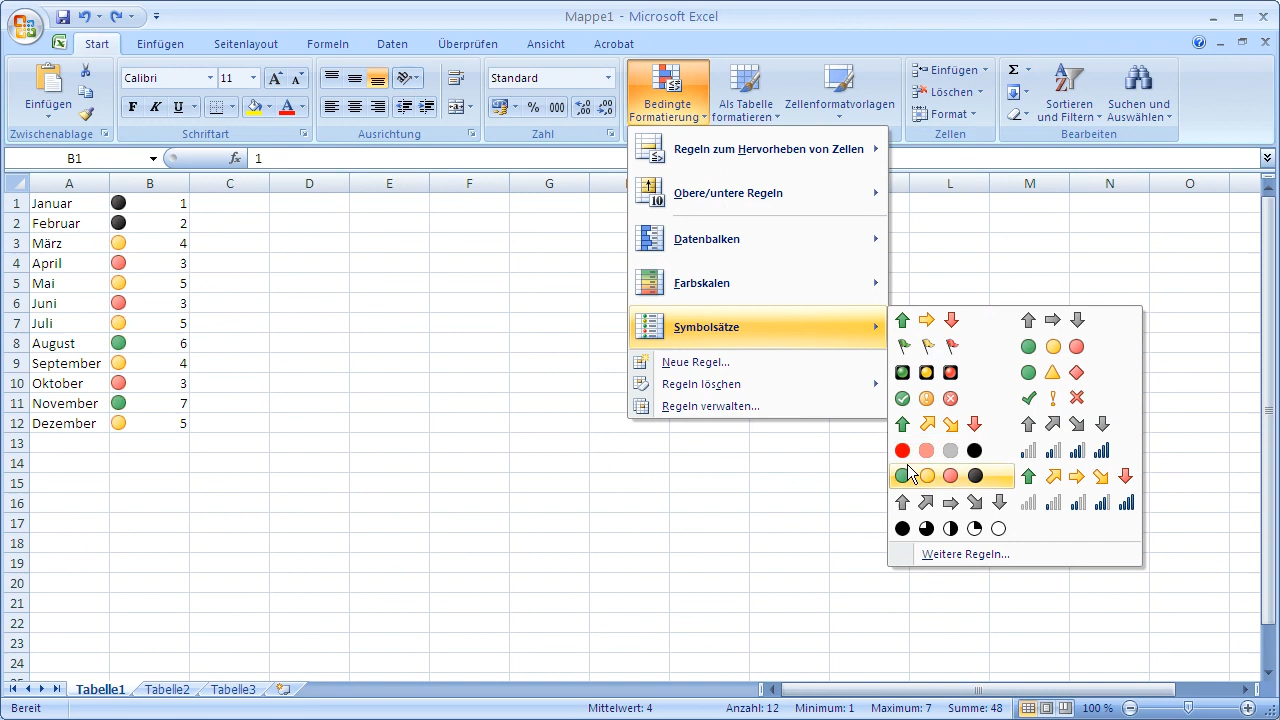 Mappe1 - Microsoft Excel
Start Einfügen Seitenlayout Formeln Daten Überprüfen Ansicht Acrobat
Einfügen
Zwischenablage
Calibri 11
F K U
Schriftart
Ausrichtung
Standard
% 000
Zahl
Bedingte Formatierung
Als Tabelle formatieren
Zellenformatvorlagen
Einfügen
Löschen
Format
Zellen
Σ
Sortieren und Filtern
Suchen und Auswählen
Bearbeiten
B1 fx 1
A B C D E F G L M N O
1 Januar 1
2 Februar 2
3 März 4
4 April 3
5 Mai 5
6 Juni 3
7 Juli 5
8 August 6
9 September 4
10 Oktober 3
11 November 7
12 Dezember 5
13
14
15
16
17
18
19
20
21
22
23
24
Regeln zum Hervorheben von Zellen
Obere/untere Regeln
Datenbalken
Farbskalen
Symbolsätze
Neue Regel...
Regeln löschen
Regeln verwalten...
Weitere Regeln...
Tabelle1 Tabelle2 Tabelle3
Bereit Mittelwert: 4 Anzahl: 12 Minimum: 1 Maximum: 7 Summe: 48 100 %